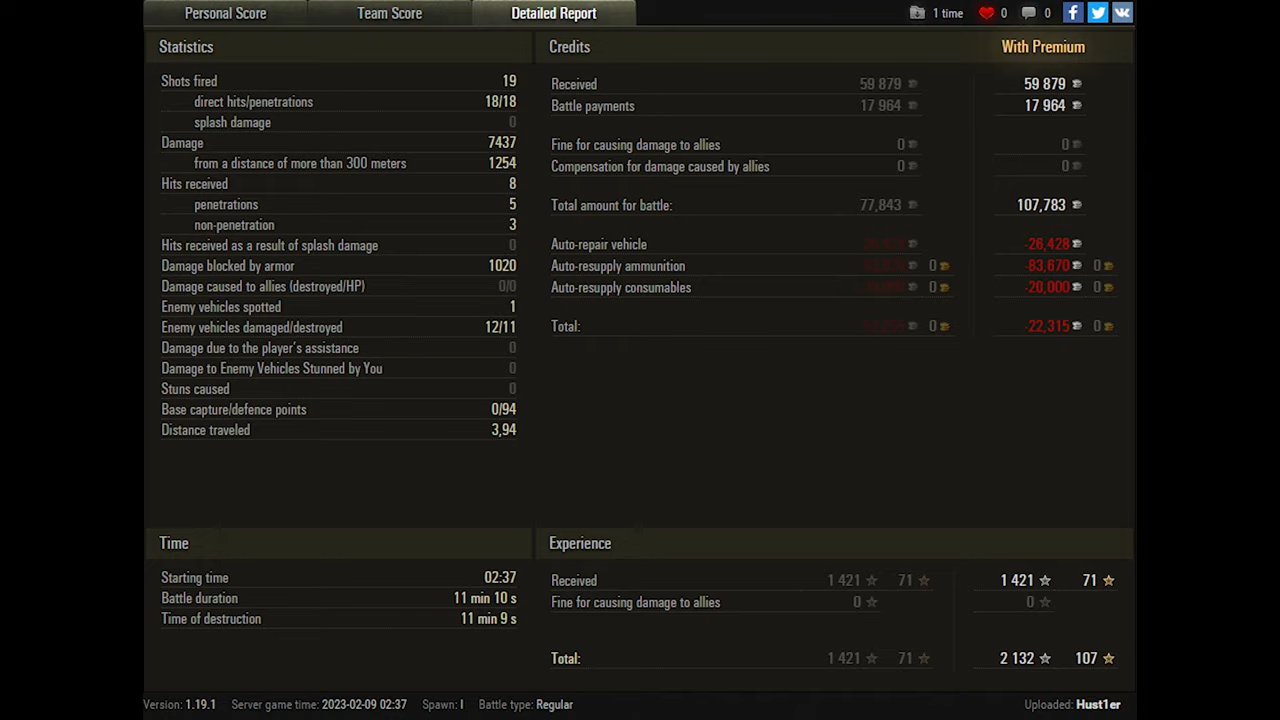 Personal Score Team Score Detailed Report 1 time 0 0
Statistics
Shots fired 19
direct hits/penetrations 18/18
splash damage 0
Damage 7437
from a distance of more than 300 meters 1254
Hits received 8
penetrations 5
non-penetration 3
Hits received as a result of splash damage 0
Damage blocked by armor 1020
Damage caused to allies (destroyed/HP) 0/0
Enemy vehicles spotted 1
Enemy vehicles damaged/destroyed 12/11
Damage due to the player's assistance 0
Damage to Enemy Vehicles Stunned by You 0
Stuns caused 0
Base capture/defence points 0/94
Distance traveled 3,94
Credits With Premium
Received 59 879 59 879
Battle payments 17 964 17 964
Fine for causing damage to allies 0 0
Compensation for damage caused by allies 0 0
Total amount for battle: 77,843 107,783
Auto-repair vehicle -26,428
Auto-resupply ammunition 0 -83,670 0
Auto-resupply consumables 0 -20,000 0
Total: 0 -22,315 0
Time
Starting time 02:37
Battle duration 11 min 10 s
Time of destruction 11 min 9 s
Experience
Received 1 421 71 1 421 71
Fine for causing damage to allies 0 0
Total: 1 421 71 2 132 107
Version: 1.19.1 Server game time: 2023-02-09 02:37 Spawn: I Battle type: Regular Uploaded: Hust1er